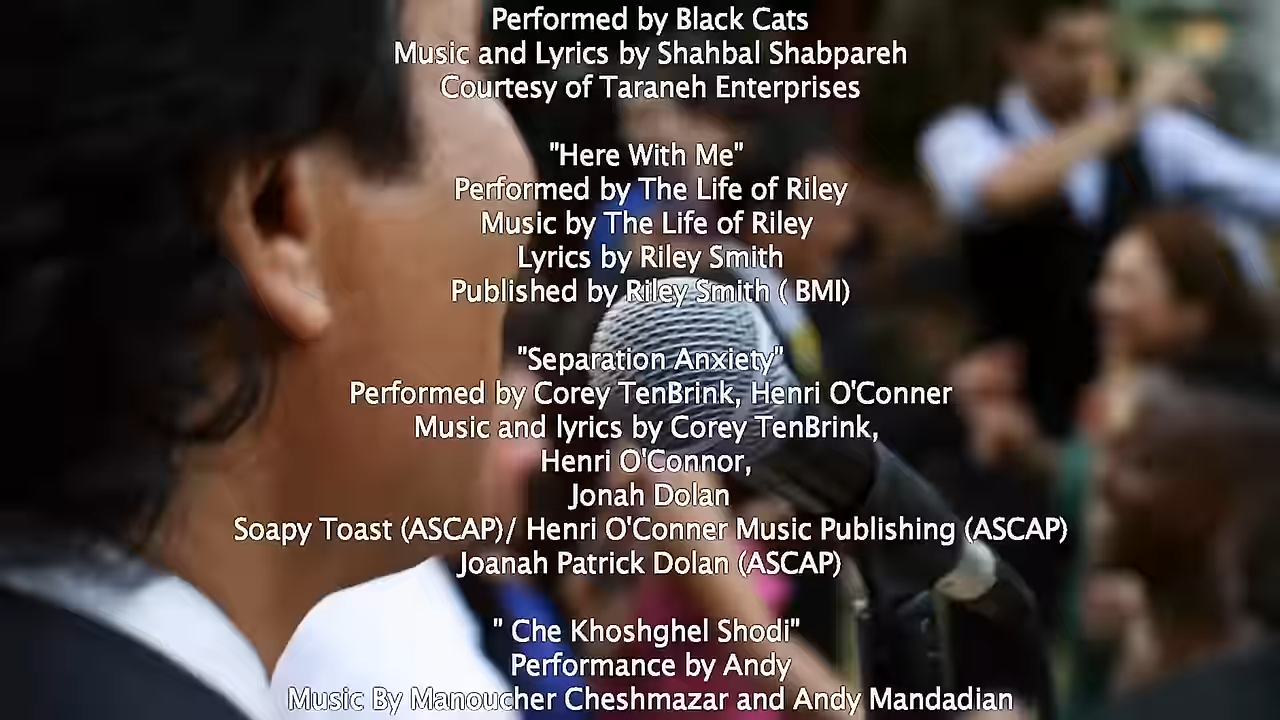 Performed by Black Cats
Music and Lyrics by Shahbal Shabpareh
Courtesy of Taraneh Enterprises
"Here With Me"
Performed by The Life of Riley
Music by The Life of Riley
Lyrics by Riley Smith
Published by Riley Smith ( BMI)
"Separation Anxiety"
Performed by Corey TenBrink, Henri O'Conner
Music and lyrics by Corey TenBrink,
Henri O'Connor,
Jonah Dolan
Soapy Toast (ASCAP)/ Henri O'Conner Music Publishing (ASCAP)
Joanah Patrick Dolan (ASCAP)
" Che Khoshghel Shodi"
Performance by Andy
Music By Manoucher Cheshmazar and Andy Mandadian